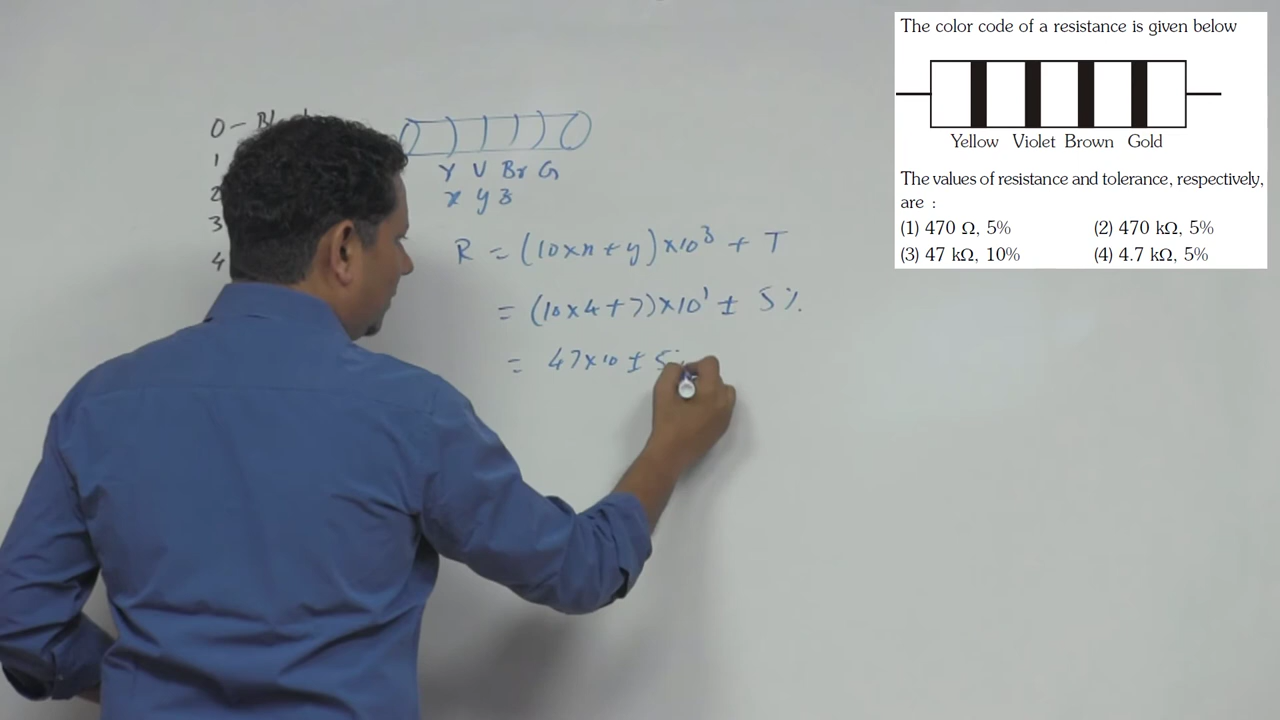 0 - Bl
1
2
3
4
Y V Br G
x y z
R = (10×x+y)×10³ + T
= (10×4+7)×10¹ ± 5%
= 47×10 ± 5%
The color code of a resistance is given below
Yellow Violet Brown Gold
The values of resistance and tolerance, respectively,
are :
(1) 470 Ω, 5% (2) 470 kΩ, 5%
(3) 47 kΩ, 10% (4) 4.7 kΩ, 5%